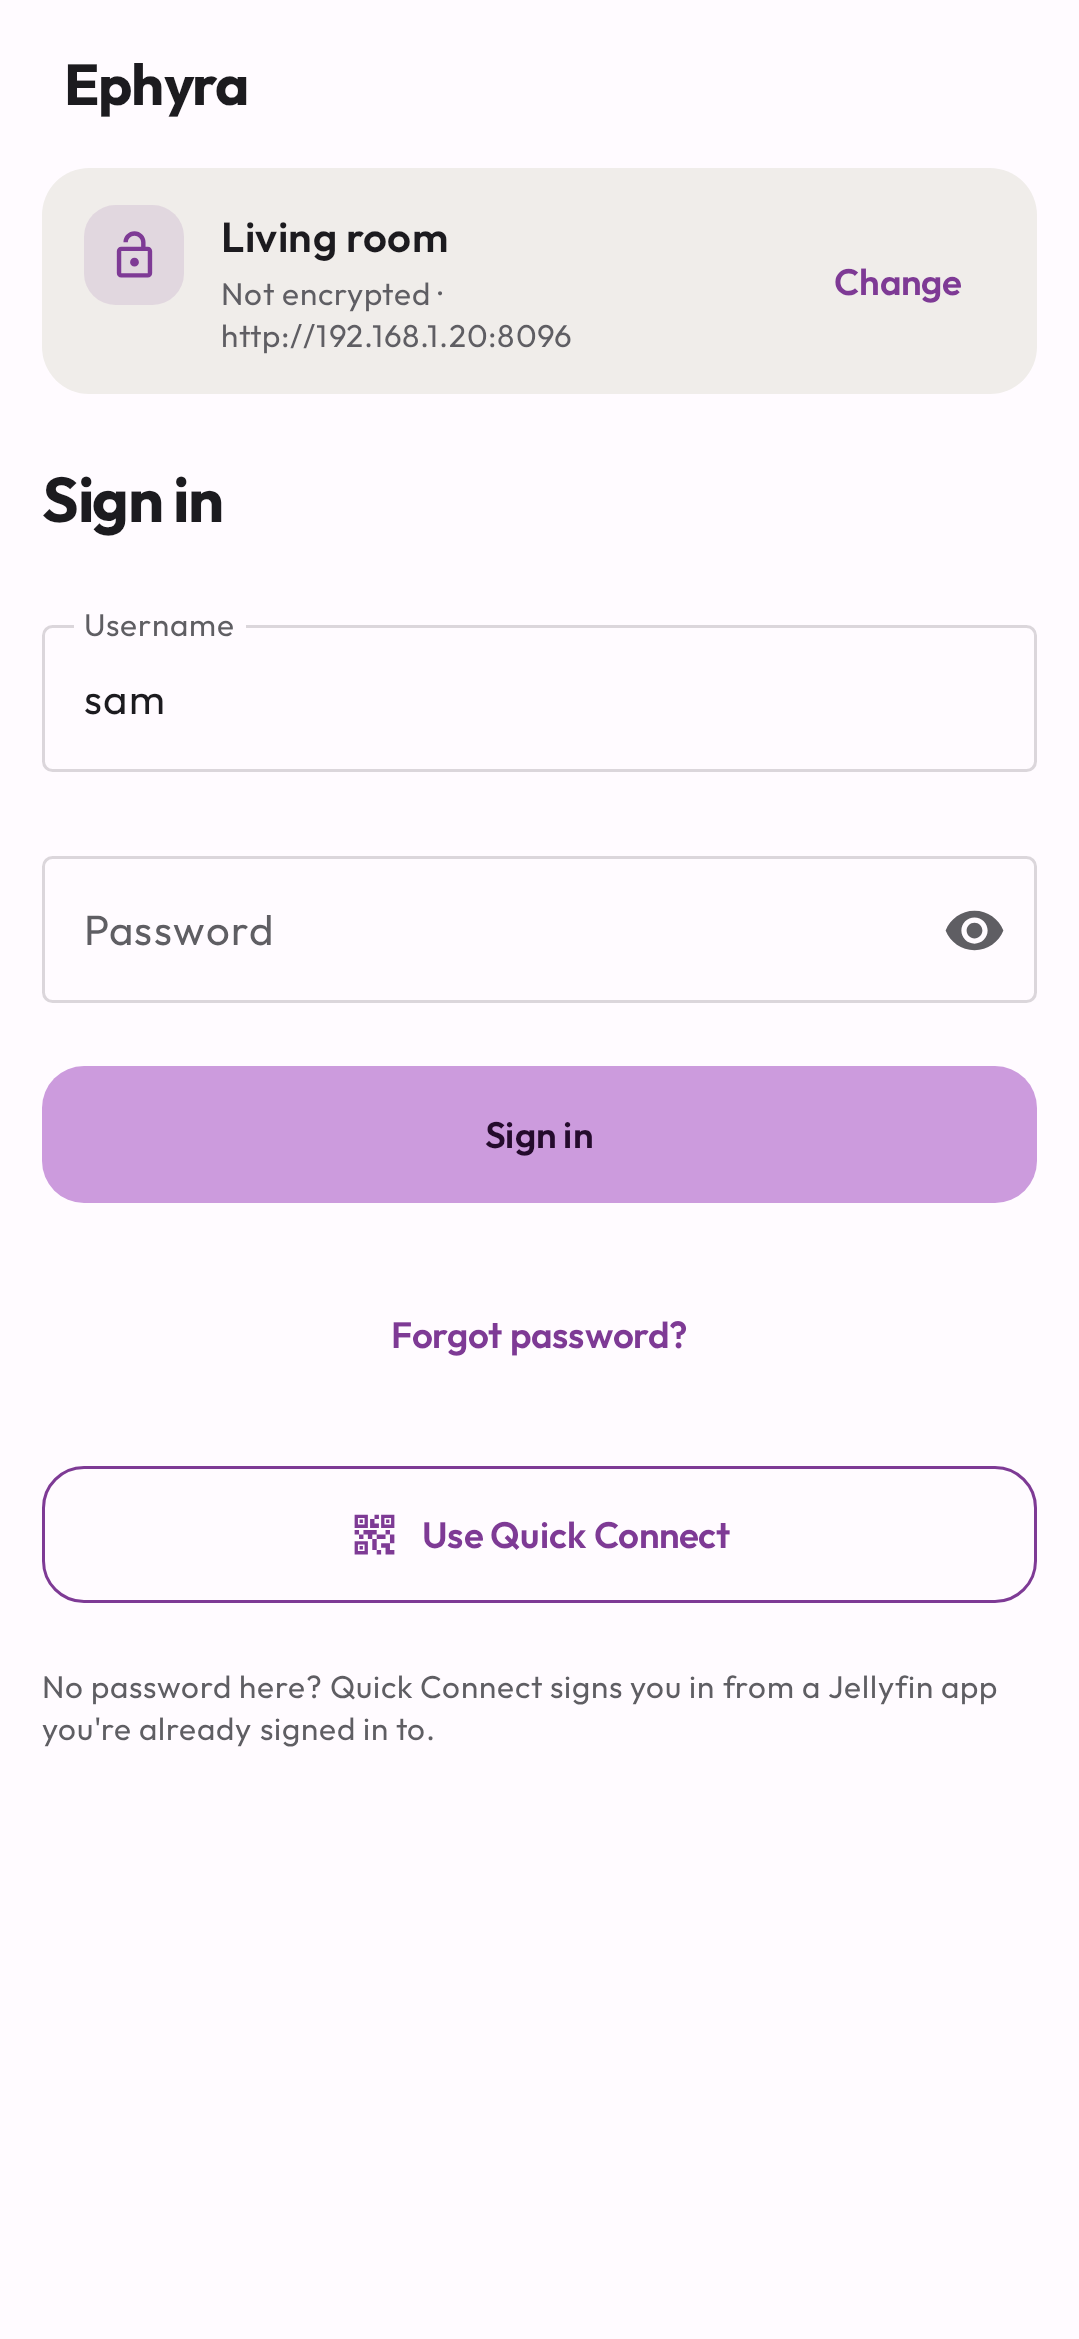 Ephyra
Living room
Not encrypted ·
http://192.168.1.20:8096
Change
Sign in
Username
sam
Password
Sign in
Forgot password?
Use Quick Connect
No password here? Quick Connect signs you in from a Jellyfin app
you're already signed in to.